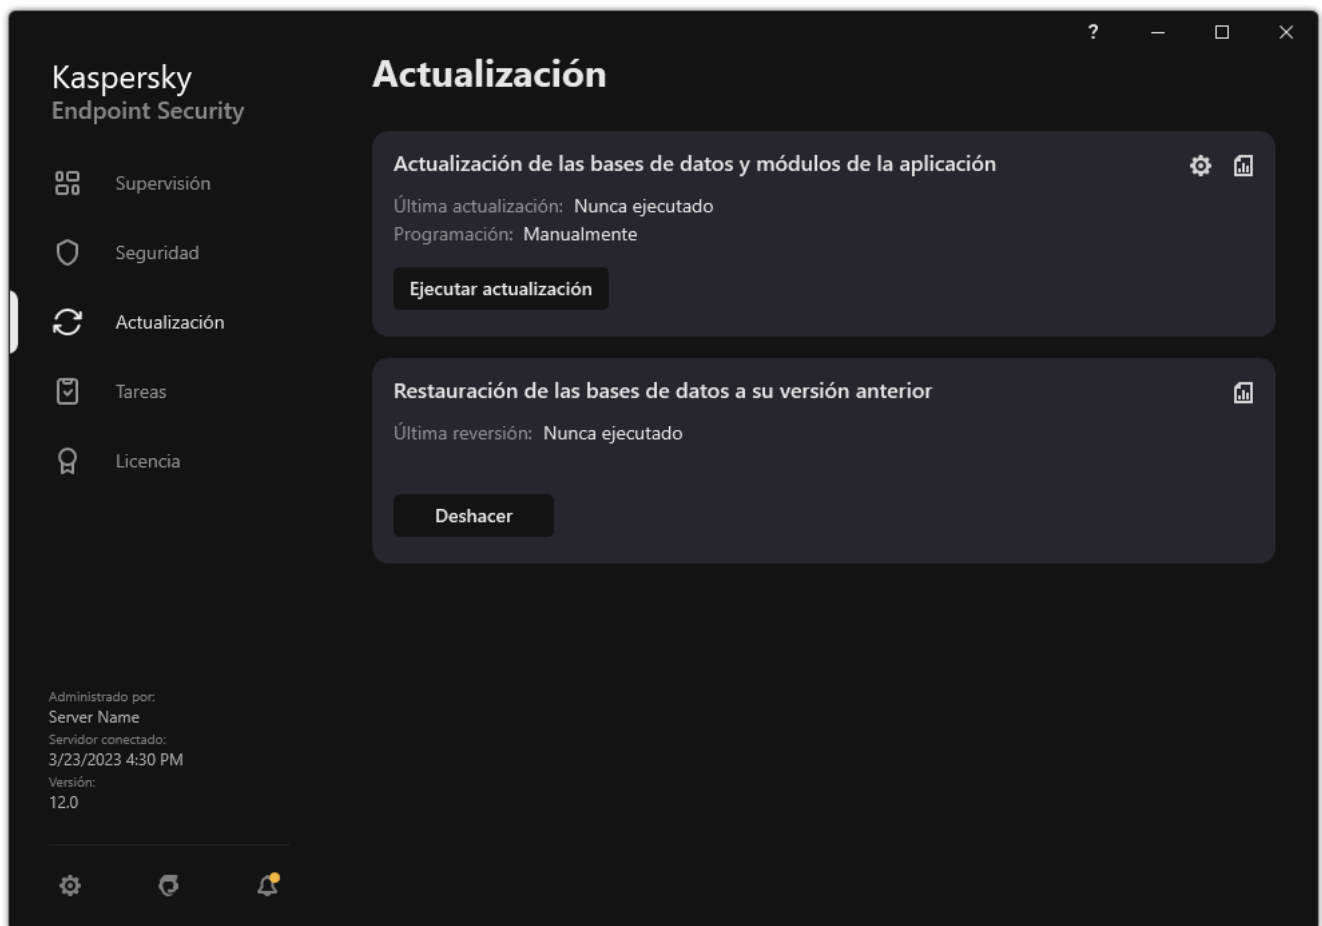 ?
Kaspersky
Endpoint Security
Supervisión
Seguridad
Actualización
Tareas
Licencia
Administrado por:
Server Name
Servidor conectado:
3/23/2023 4:30 PM
Versión:
12.0
Actualización
Actualización de las bases de datos y módulos de la aplicación
Última actualización: Nunca ejecutado
Programación: Manualmente
Ejecutar actualización
Restauración de las bases de datos a su versión anterior
Última reversión: Nunca ejecutado
Deshacer